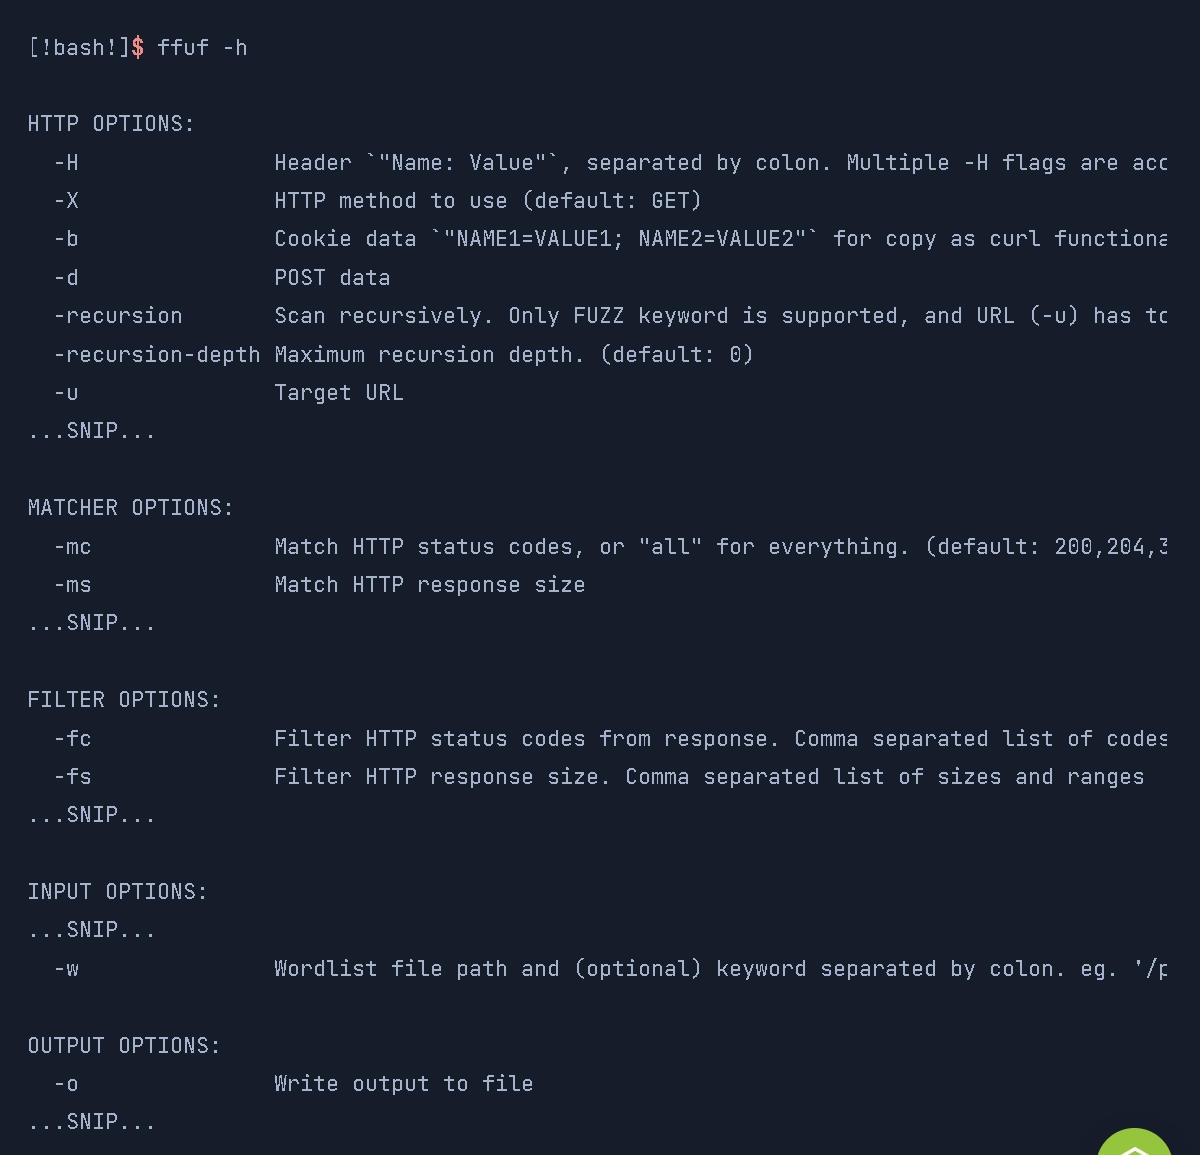 [!bash!]$ ffuf -h
HTTP OPTIONS:
-H Header `"Name: Value"`, separated by colon. Multiple -H flags are acc
-X HTTP method to use (default: GET)
-b Cookie data `"NAME1=VALUE1; NAME2=VALUE2"` for copy as curl functiona
-d POST data
-recursion Scan recursively. Only FUZZ keyword is supported, and URL (-u) has to
-recursion-depth Maximum recursion depth. (default: 0)
-u Target URL
...SNIP...
MATCHER OPTIONS:
-mc Match HTTP status codes, or "all" for everything. (default: 200,204,3
-ms Match HTTP response size
...SNIP...
FILTER OPTIONS:
-fc Filter HTTP status codes from response. Comma separated list of codes
-fs Filter HTTP response size. Comma separated list of sizes and ranges
...SNIP...
INPUT OPTIONS:
...SNIP...
-w Wordlist file path and (optional) keyword separated by colon. eg. '/p
OUTPUT OPTIONS:
-o Write output to file
...SNIP...